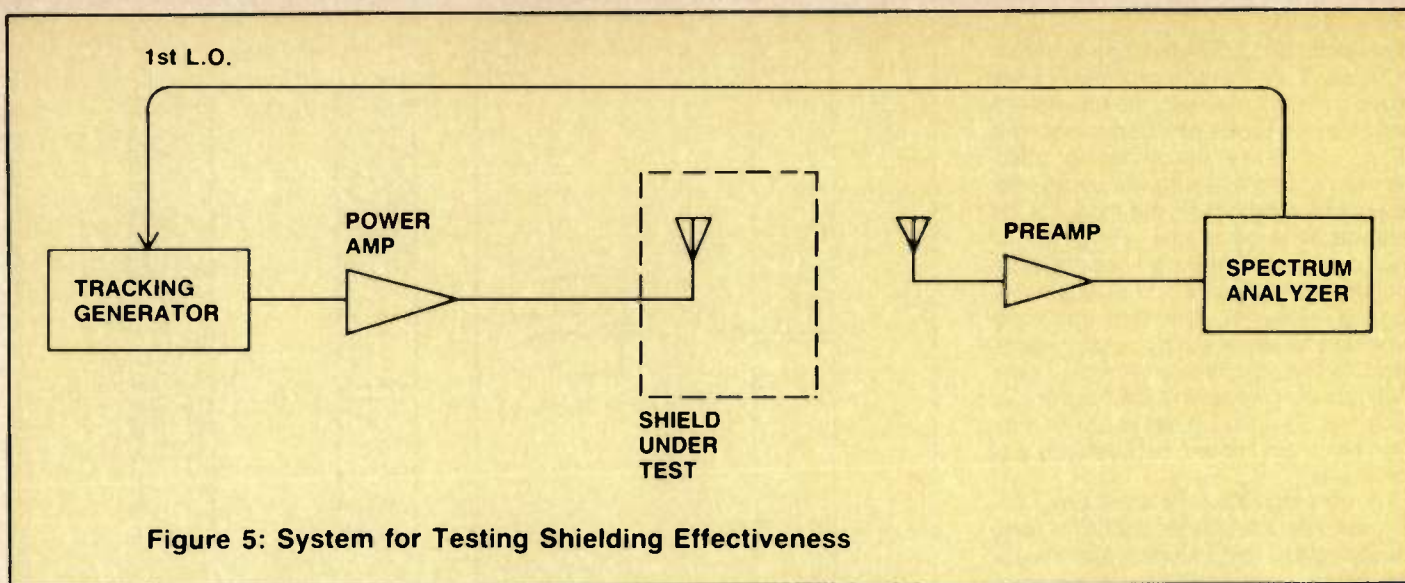 1st L.O.
POWER
AMP
PREAMP
TRACKING
GENERATOR
SPECTRUM
ANALYZER
SHIELD
UNDER
TEST
Figure 5: System for Testing Shielding Effectiveness